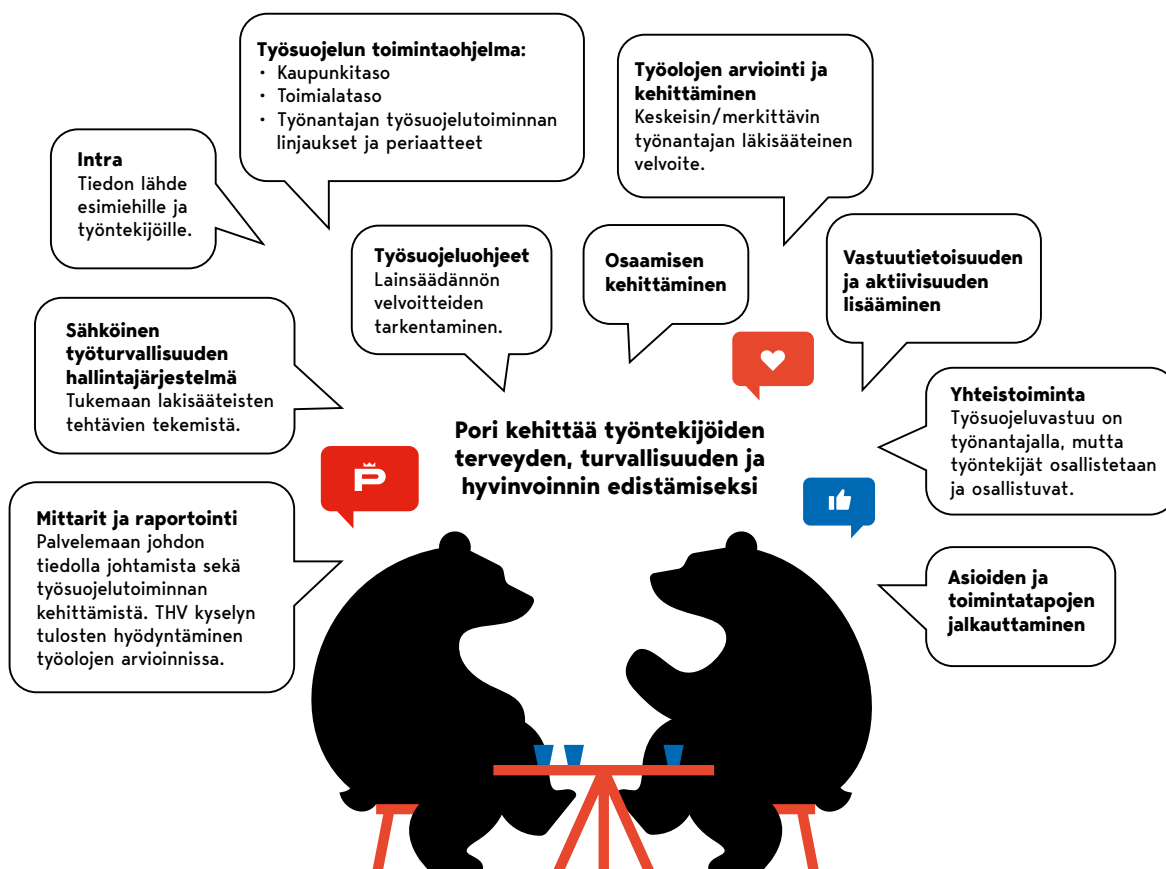 Työsuojelun toimintaohjelma:
· Kaupunkitaso
· Toimialataso
· Työnantajan työsuojelutoiminnan
linjaukset ja periaatteet
Työolojen arviointi ja
kehittäminen
Keskeisin/merkittävin
työnantajan läkisääteinen
velvoite.
Intra
Tiedon lähde
esimiehille ja
työntekijöille.
Työsuojeluohjeet
Lainsäädännön
velvoitteiden
tarkentaminen.
Osaamisen
kehittäminen
Vastuutietoisuuden
ja aktiivisuuden
lisääminen
Sähköinen
työturvallisuuden
hallintajärjestelmä
Tukemaan lakisääteisten
tehtävien tekemistä.
Yhteistoiminta
Työsuojeluvastuu on
työnantajalla, mutta
työntekijät osallistetaan
ja osallistuvat.
Pori kehittää työntekijöiden
terveyden, turvallisuuden ja
hyvinvoinnin edistämiseksi
P
Mittarit ja raportointi
Palvelemaan johdon
tiedolla johtamista sekä
työsuojelutoiminnan
kehittämistä. THV kyselyn
tulosten hyödyntäminen
työolojen arvioinnissa.
Asioiden ja
toimintatapojen
jalkauttaminen